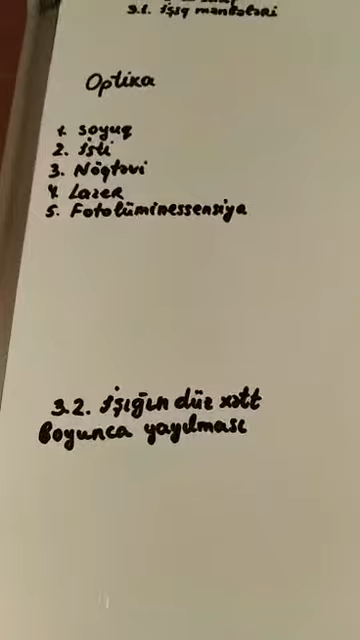 3.1. İşıq mənbələri
Optika
1. Soyuq
2. İsti
3. Nöqtəvi
4. Lazer
5. Fotolüminessensiya
3.2. İşığın düz xətt
boyunca yayılması